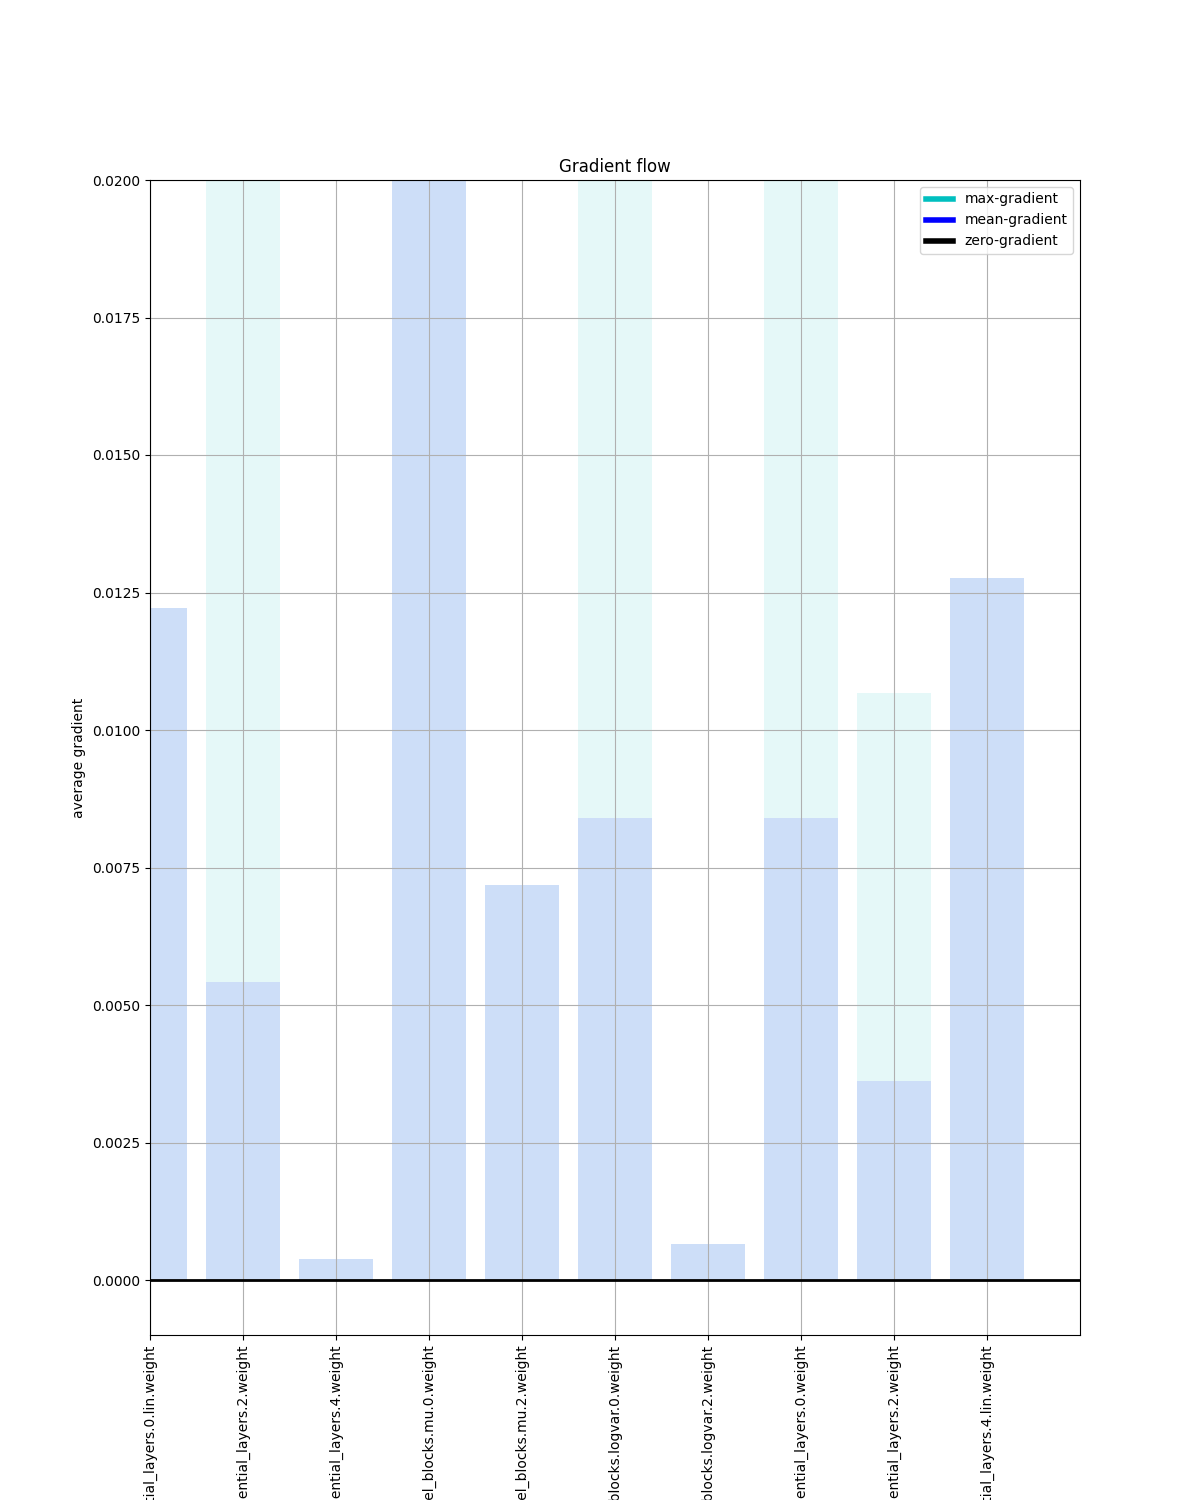 Gradient flow
max-gradient
mean-gradient
zero-gradient
0.0200
0.0175
0.0150
0.0125
0.0100
0.0075
0.0050
0.0025
0.0000
average gradient
tial_layers.0.lin.weight
ential_layers.2.weight
ential_layers.4.weight
el_blocks.mu.0.weight
el_blocks.mu.2.weight
blocks.logvar.0.weight
blocks.logvar.2.weight
ential_layers.0.weight
ential_layers.2.weight
tial_layers.4.lin.weight